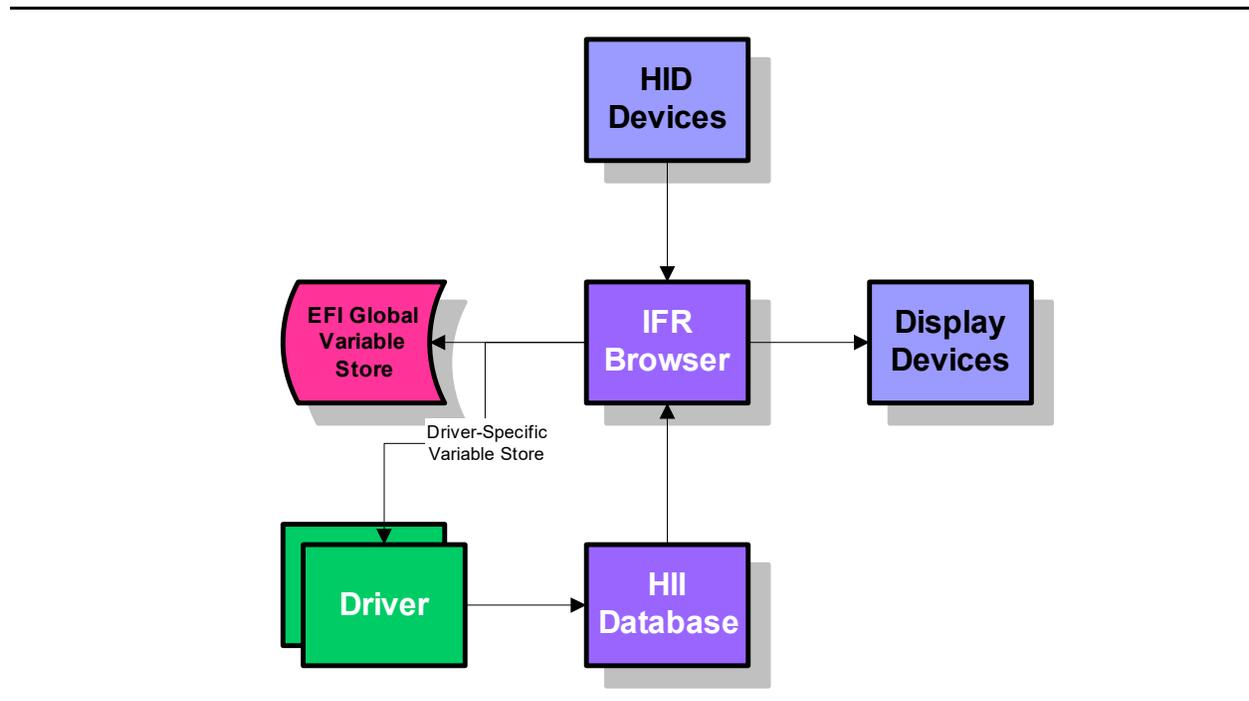 HID
Devices
EFI Global
Variable
Store
IFR
Browser
Display
Devices
Driver-Specific
Variable Store
Driver
HII
Database